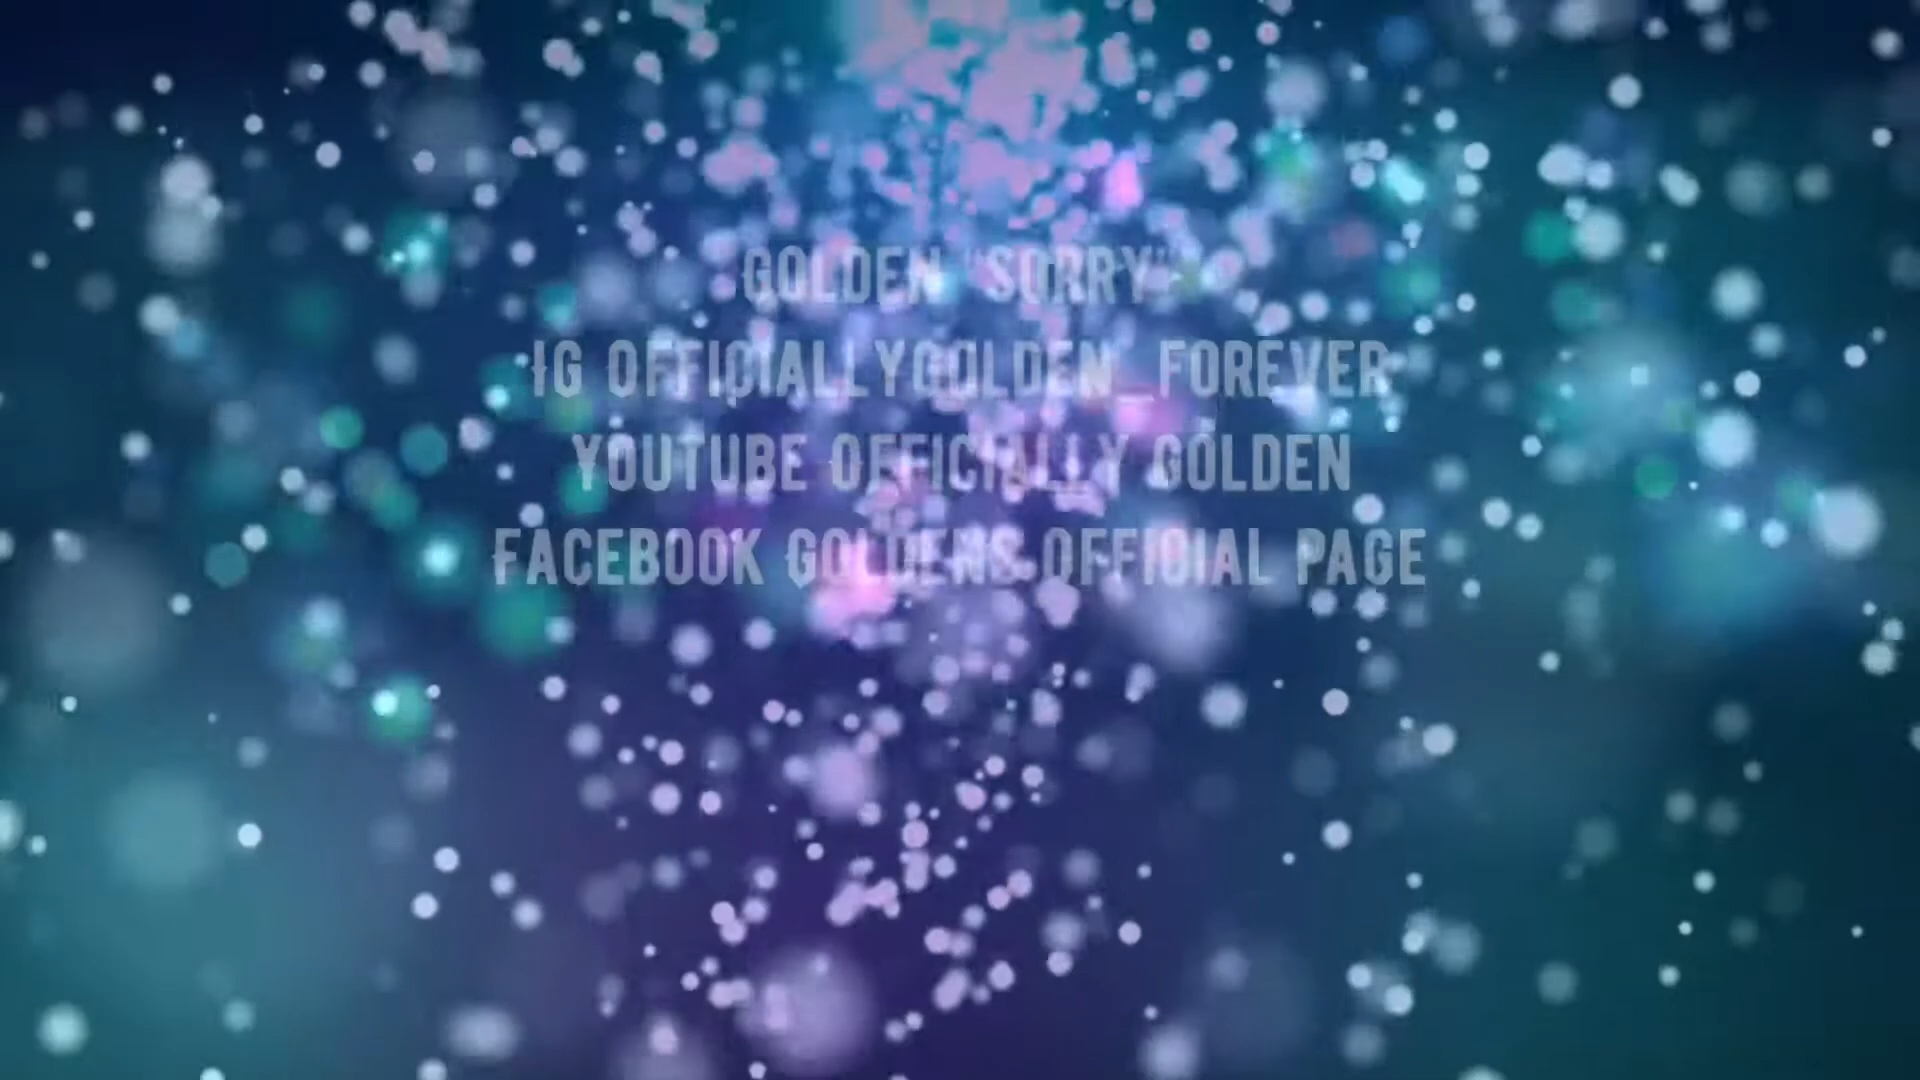 GOLDEN "SORRY"
IG OFFICIALLYGOLDEN_FOREVER
YOUTUBE OFFICIALLY GOLDEN
FACEBOOK GOLDENS OFFICIAL PAGE